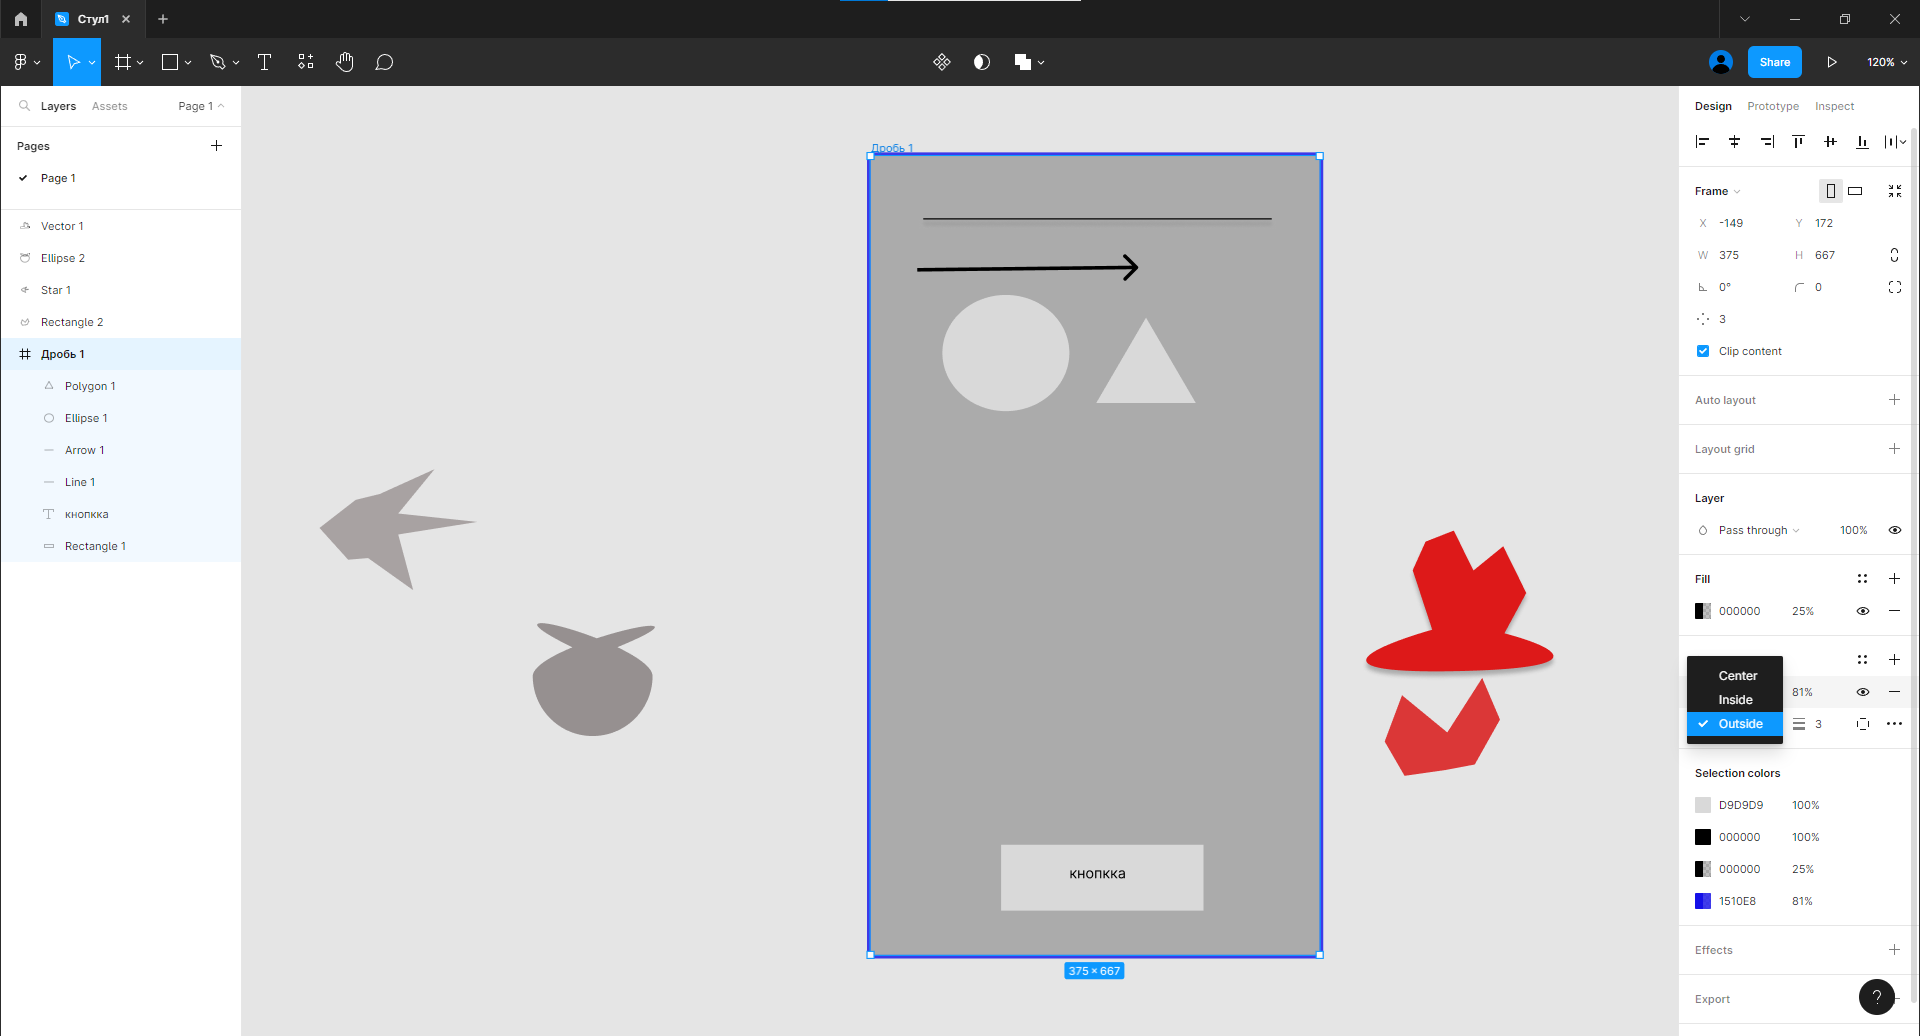 Стул1
Share
120%
Layers Assets Page 1
Pages
Page 1
Vector 1
Ellipse 2
Star 1
Rectangle 2
Дробь 1
Polygon 1
Ellipse 1
Arrow 1
Line 1
кнопкка
Rectangle 1
Дробь 1
кнопкка
375 × 667
Design Prototype Inspect
Frame
X -149 Y 172
W 375 H 667
0° 0
3
Clip content
Auto layout
Layout grid
Layer
Pass through 100%
Fill
000000 25%
Center
Inside 81%
Outside 3
Selection colors
D9D9D9 100%
000000 100%
000000 25%
1510E8 81%
Effects
Export
?